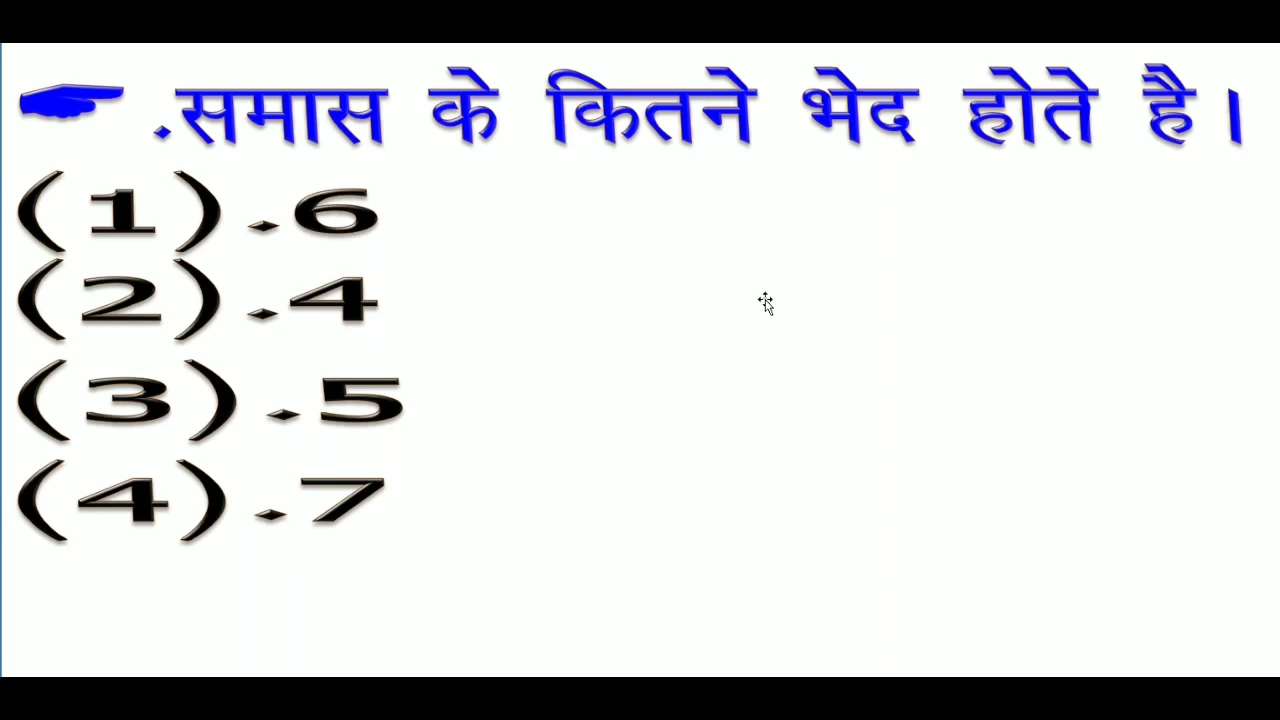 ☛ .समास के कितने भेद होते है।
(1).6
(2).4
(3).5
(4).7